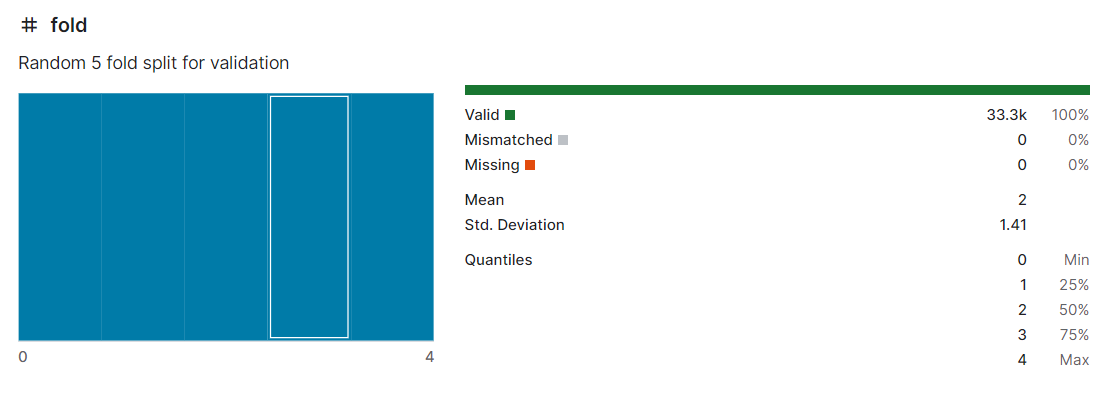 # fold
Random 5 fold split for validation
0 4
Valid 33.3k 100%
Mismatched 0 0%
Missing 0 0%
Mean 2
Std. Deviation 1.41
Quantiles 0 Min
1 25%
2 50%
3 75%
4 Max